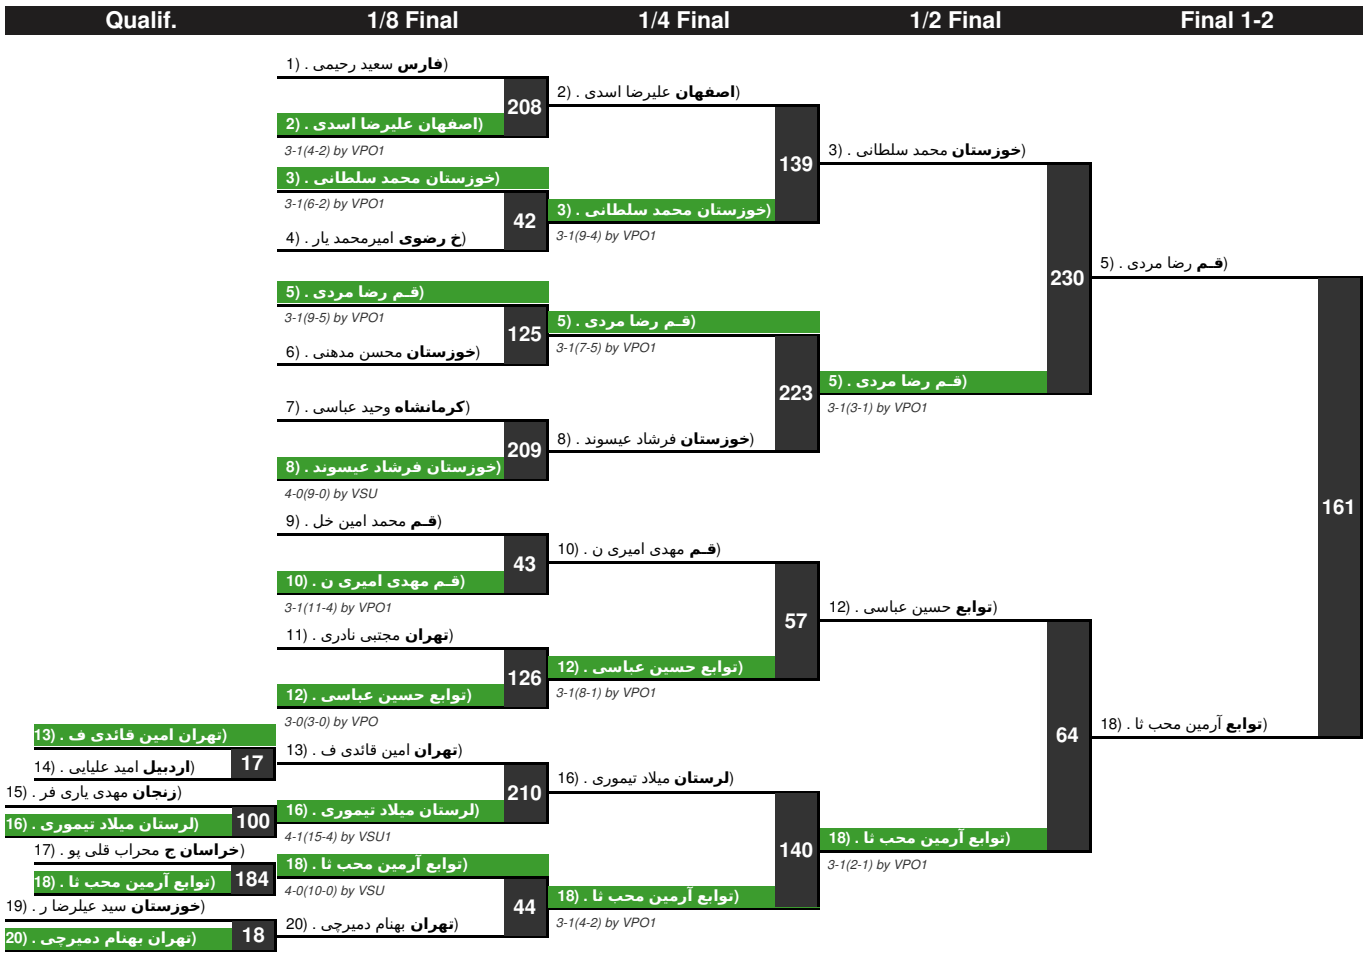 Qualif. 1/8 Final 1/4 Final 1/2 Final Final 1-2
1) . فارس سعید رحیمی)
208
2) . اصفهان علیرضا اسدی)
3-1(4-2) by VPO1
3) . خوزستان محمد سلطانی)
3-1(6-2) by VPO1
42
4) . خ رضوی امیرمحمد یار)
5) . قـم رضا مردی)
3-1(9-5) by VPO1
125
6) . خوزستان محسن مدهنی)
7) . کرمانشاه وحید عباسی)
209
8) . خوزستان فرشاد عیسوند)
4-0(9-0) by VSU
9) . قـم محمد امین خل)
43
10) . قـم مهدی امیری ن)
3-1(11-4) by VPO1
11) . تهران مجتبی نادری)
126
12) . توابع حسین عباسی)
3-0(3-0) by VPO
13) . تهران امین قائدی ف)
17
14) . اردبیل امید علیایی)
15) . زنجان مهدی یاری فر)
100
16) . لرستان میلاد تیموری)
17) . خراسان ج محراب قلی پو)
184
18) . توابع آرمین محب ثا)
19) . خوزستان سید عیلرضا ر)
18
20) . تهران بهنام دمیرچی)
13) . تهران امین قائدی ف)
210
16) . لرستان میلاد تیموری)
4-1(15-4) by VSU1
18) . توابع آرمین محب ثا)
4-0(10-0) by VSU
44
20) . تهران بهنام دمیرچی)
2) . اصفهان علیرضا اسدی)
139
3) . خوزستان محمد سلطانی)
3-1(9-4) by VPO1
5) . قـم رضا مردی)
3-1(7-5) by VPO1
223
8) . خوزستان فرشاد عیسوند)
10) . قـم مهدی امیری ن)
57
12) . توابع حسین عباسی)
3-1(8-1) by VPO1
16) . لرستان میلاد تیموری)
140
18) . توابع آرمین محب ثا)
3-1(4-2) by VPO1
3) . خوزستان محمد سلطانی)
230
5) . قـم رضا مردی)
3-1(3-1) by VPO1
12) . توابع حسین عباسی)
64
18) . توابع آرمین محب ثا)
3-1(2-1) by VPO1
5) . قـم رضا مردی)
161
18) . توابع آرمین محب ثا)